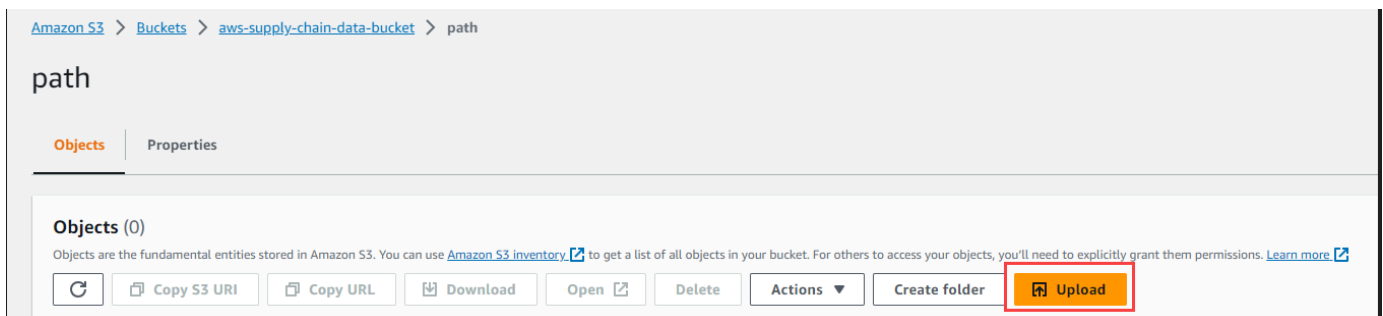 Amazon S3 > Buckets > aws-supply-chain-data-bucket > path
path
Objects Properties
Objects (0)
Objects are the fundamental entities stored in Amazon S3. You can use Amazon S3 inventory to get a list of all objects in your bucket. For others to access your objects, you'll need to explicitly grant them permissions. Learn more
Copy S3 URI Copy URL Download Open Delete Actions ▼ Create folder Upload